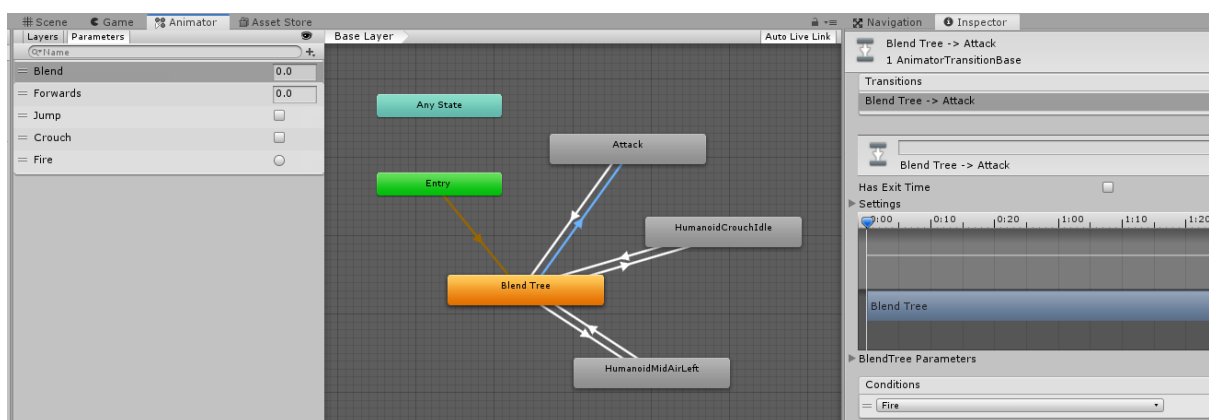 Scene Game Animator Asset Store
Layers Parameters
Name
Blend 0.0
Forwards 0.0
Jump
Crouch
Fire
Base Layer Auto Live Link
Any State
Attack
Entry
HumanoidCrouchIdle
Blend Tree
HumanoidMidAirLeft
Navigation Inspector
Blend Tree -> Attack
1 AnimatorTransitionBase
Transitions
Blend Tree -> Attack
Blend Tree -> Attack
Has Exit Time
Settings
0:00 0:10 0:20 1:00 1:10 1:20
Blend Tree
BlendTree Parameters
Conditions
Fire